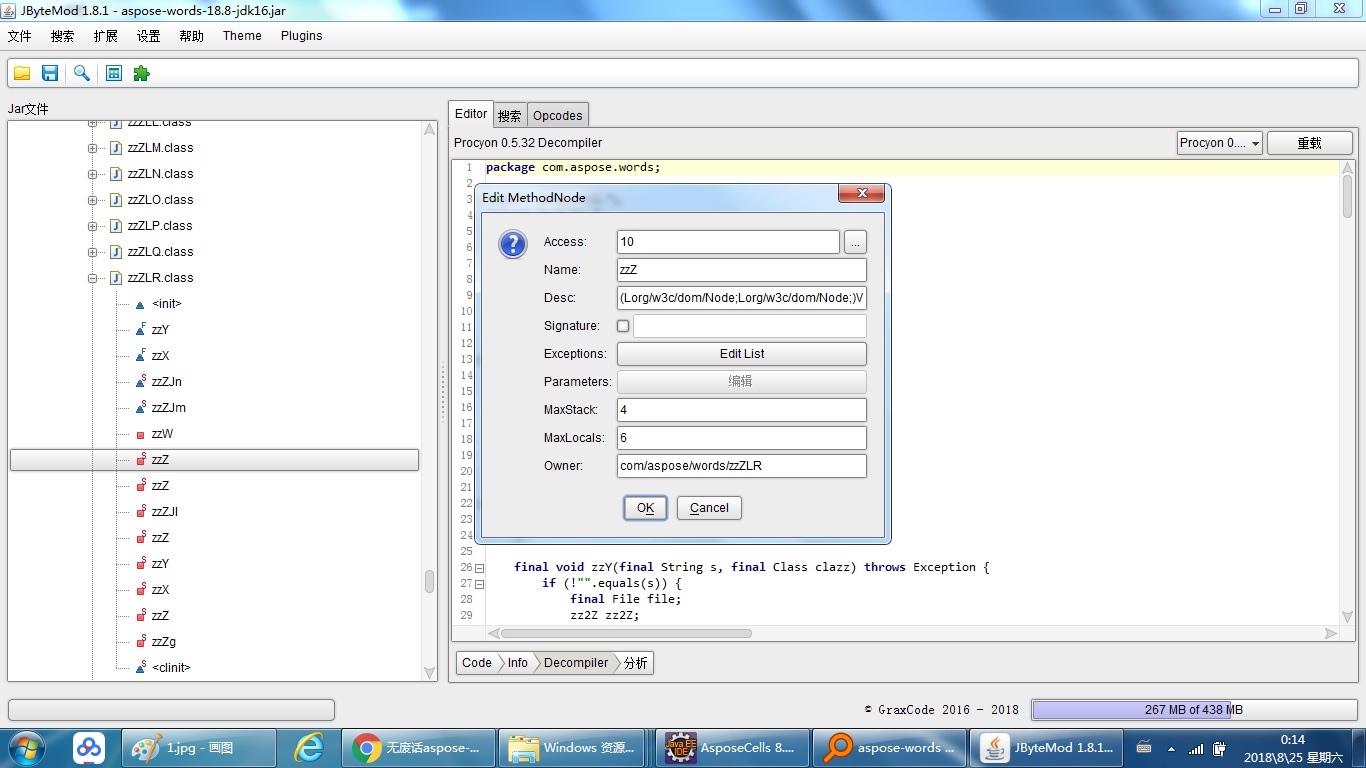 JByteMod 1.8.1 - aspose-words-18.8-jdk16.jar
文件 搜索 扩展 设置 帮助 Theme Plugins
Jar文件
zzZLL.class
zzZLM.class
zzZLN.class
zzZLO.class
zzZLP.class
zzZLQ.class
zzZLR.class
<init>
F zzY
F zzX
S zzZJn
S zzZJm
zzW
S zzZ
S zzZ
S zzZJl
S zzZ
S zzY
S zzX
S zzZ
S zzZg
S <clinit>
Editor 搜索 Opcodes
Procyon 0.5.32 Decompiler
Procyon 0.... 重载
1 package com.aspose.words;
2
3
4
5
6
7
8
9
10
11
12
13
14
15
16
17
18
19
20
21
22
23
24
25
26 final void zzY(final String s, final Class clazz) throws Exception {
27 if (!"".equals(s)) {
28 final File file;
29 zz2Z zz2Z;
Edit MethodNode
Access: 10 ...
Name: zzZ
Desc: (Lorg/w3c/dom/Node;Lorg/w3c/dom/Node;)V
Signature:
Exceptions: Edit List
Parameters: 编辑
MaxStack: 4
MaxLocals: 6
Owner: com/aspose/words/zzZLR
OK Cancel
Code Info Decompiler 分析
© GraxCode 2016 - 2018
267 MB of 438 MB
1.jpg - 画图
无废话aspose-...
Windows 资源...
Java EE IDE
AsposeCells 8....
aspose-words ...
JByteMod 1.8.1...
0:14
2018\8\25 星期六